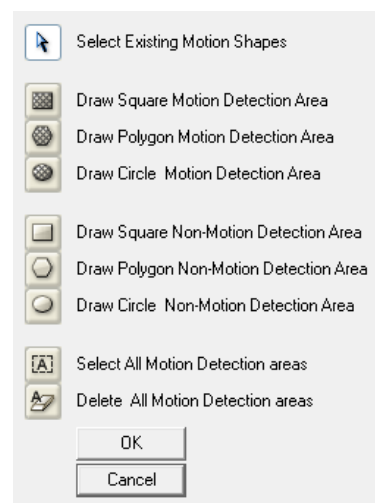 Select Existing Motion Shapes
Draw Square Motion Detection Area
Draw Polygon Motion Detection Area
Draw Circle  Motion Detection Area
Draw Square Non-Motion Detection Area
Draw Polygon Non-Motion Detection Area
Draw Circle  Non-Motion Detection Area
[A] Select All Motion Detection areas
A Delete  All Motion Detection areas
OK
Cancel